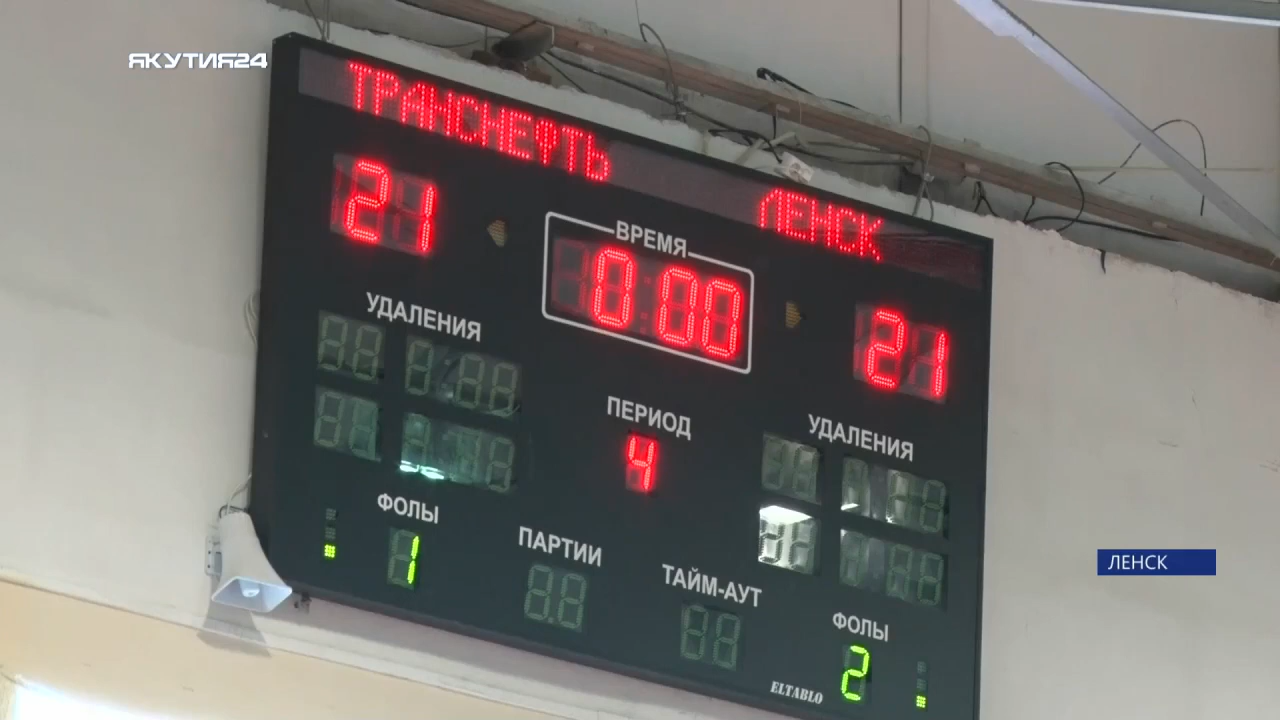 ЯКУТИЯ24
ТРАНСНЕФТЬ
ЛЕНСК
21
ВРЕМЯ
0:00
21
УДАЛЕНИЯ
ПЕРИОД
4
УДАЛЕНИЯ
ФОЛЫ
1
ПАРТИИ
ТАЙМ-АУТ
ФОЛЫ
2
ELTABLO
ЛЕНСК